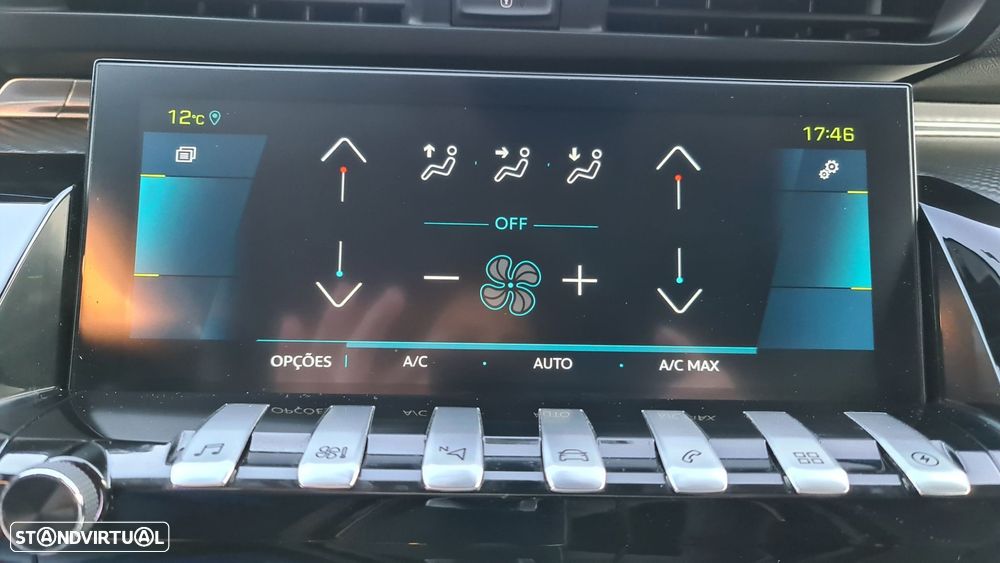 12°C
17:46
OFF
OPÇÕES A/C AUTO A/C MAX
N
STANDVIRTUAL